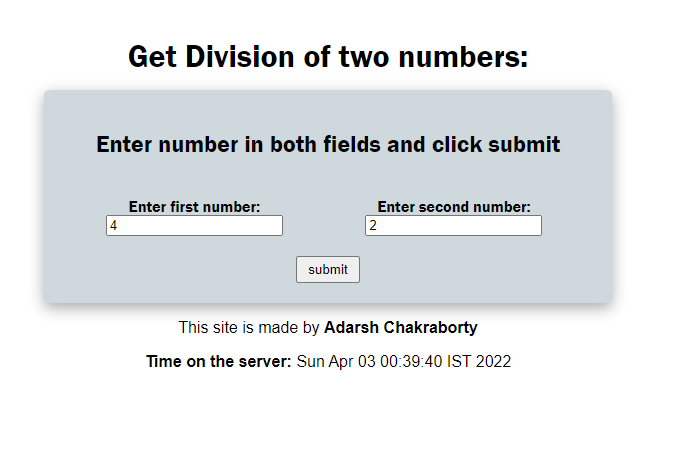 Get Division of two numbers:
Enter number in both fields and click submit
Enter first number: Enter second number:
4 2
submit
This site is made by Adarsh Chakraborty
Time on the server: Sun Apr 03 00:39:40 IST 2022